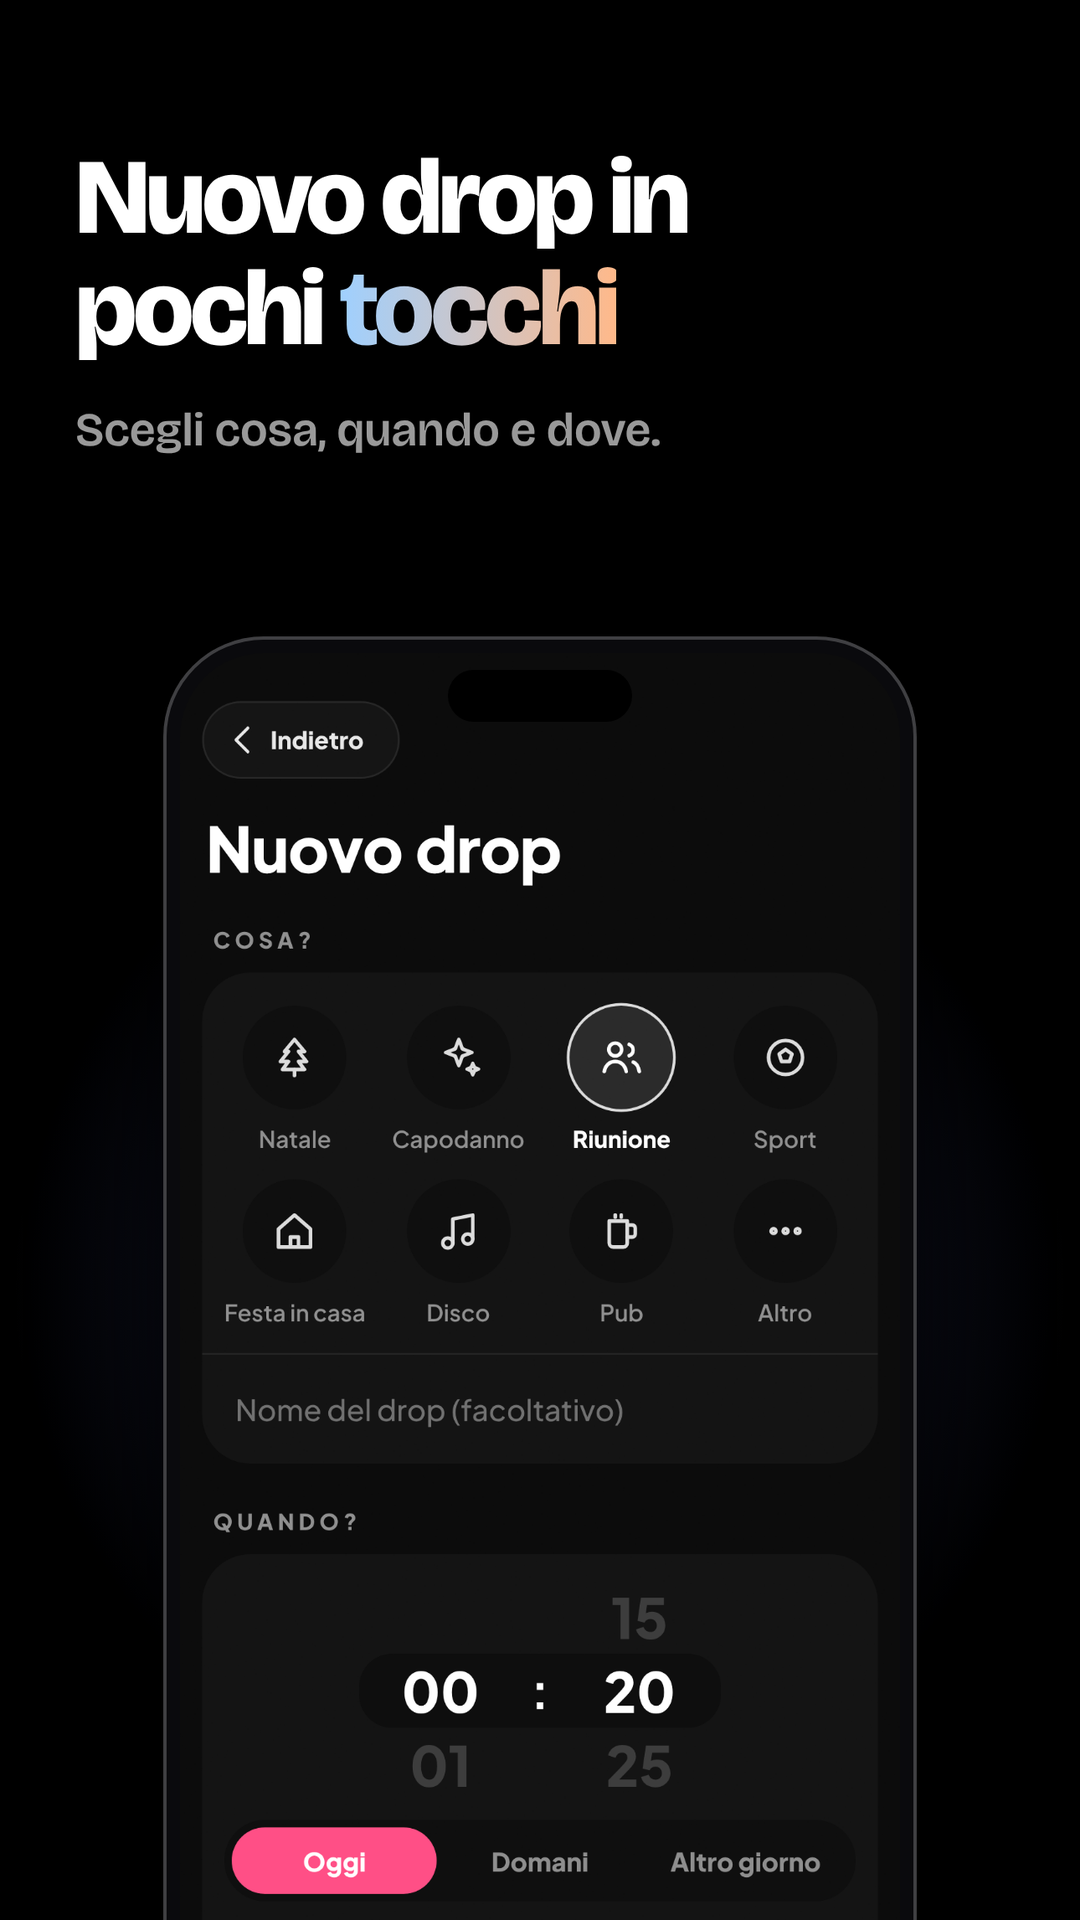 Nuovo drop in
pochi tocchi
Scegli cosa, quando e dove.
Indietro
Nuovo drop
COSA?
Natale Capodanno Riunione Sport
Festa in casa Disco Pub Altro
Nome del drop (facoltativo)
QUANDO?
15
00 : 20
01 25
Oggi Domani Altro giorno